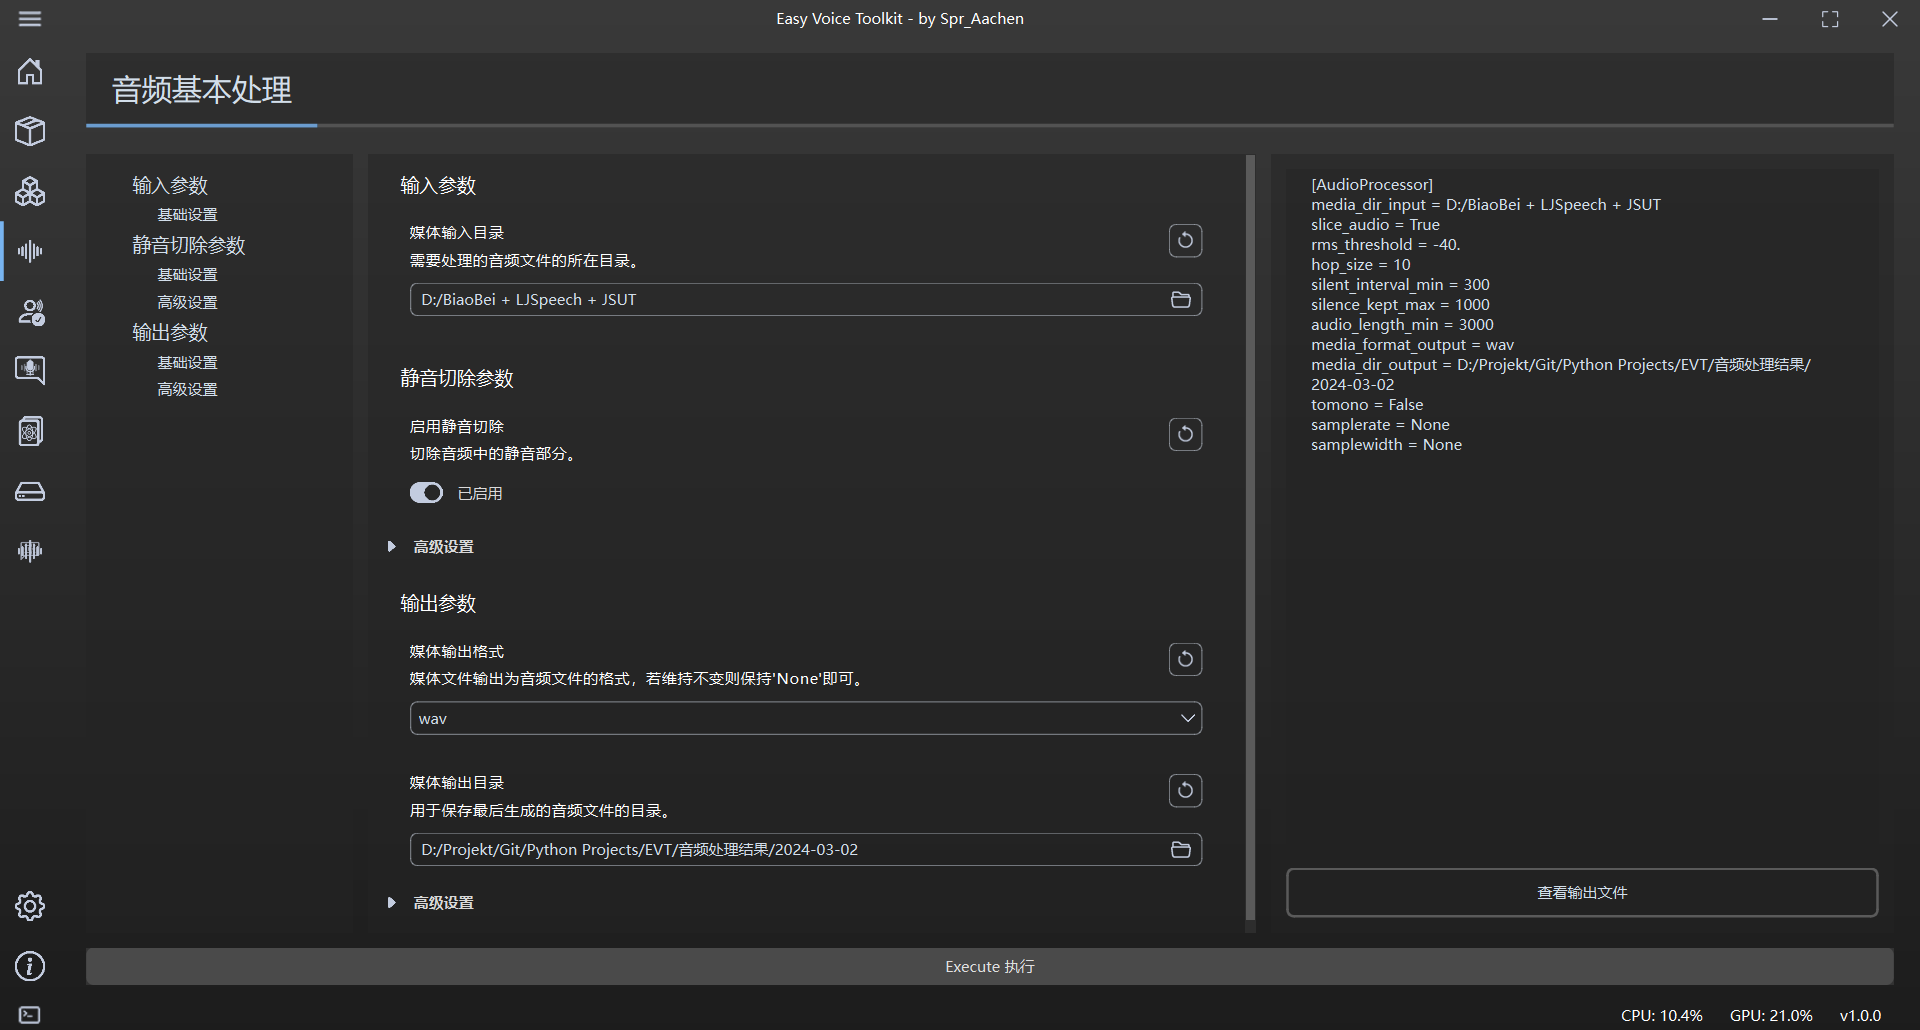 Easy Voice Toolkit - by Spr_Aachen
音频基本处理
输入参数
基础设置
静音切除参数
基础设置
高级设置
输出参数
基础设置
高级设置
输入参数
媒体输入目录
需要处理的音频文件的所在目录。
D:/BiaoBei + LJSpeech + JSUT
静音切除参数
启用静音切除
切除音频中的静音部分。
已启用
高级设置
输出参数
媒体输出格式
媒体文件输出为音频文件的格式，若维持不变则保持'None'即可。
wav
媒体输出目录
用于保存最后生成的音频文件的目录。
D:/Projekt/Git/Python Projects/EVT/音频处理结果/2024-03-02
高级设置
[AudioProcessor]
media_dir_input = D:/BiaoBei + LJSpeech + JSUT
slice_audio = True
rms_threshold = -40.
hop_size = 10
silent_interval_min = 300
silence_kept_max = 1000
audio_length_min = 3000
media_format_output = wav
media_dir_output = D:/Projekt/Git/Python Projects/EVT/音频处理结果/
2024-03-02
tomono = False
samplerate = None
samplewidth = None
查看输出文件
Execute 执行
CPU: 10.4% GPU: 21.0% v1.0.0